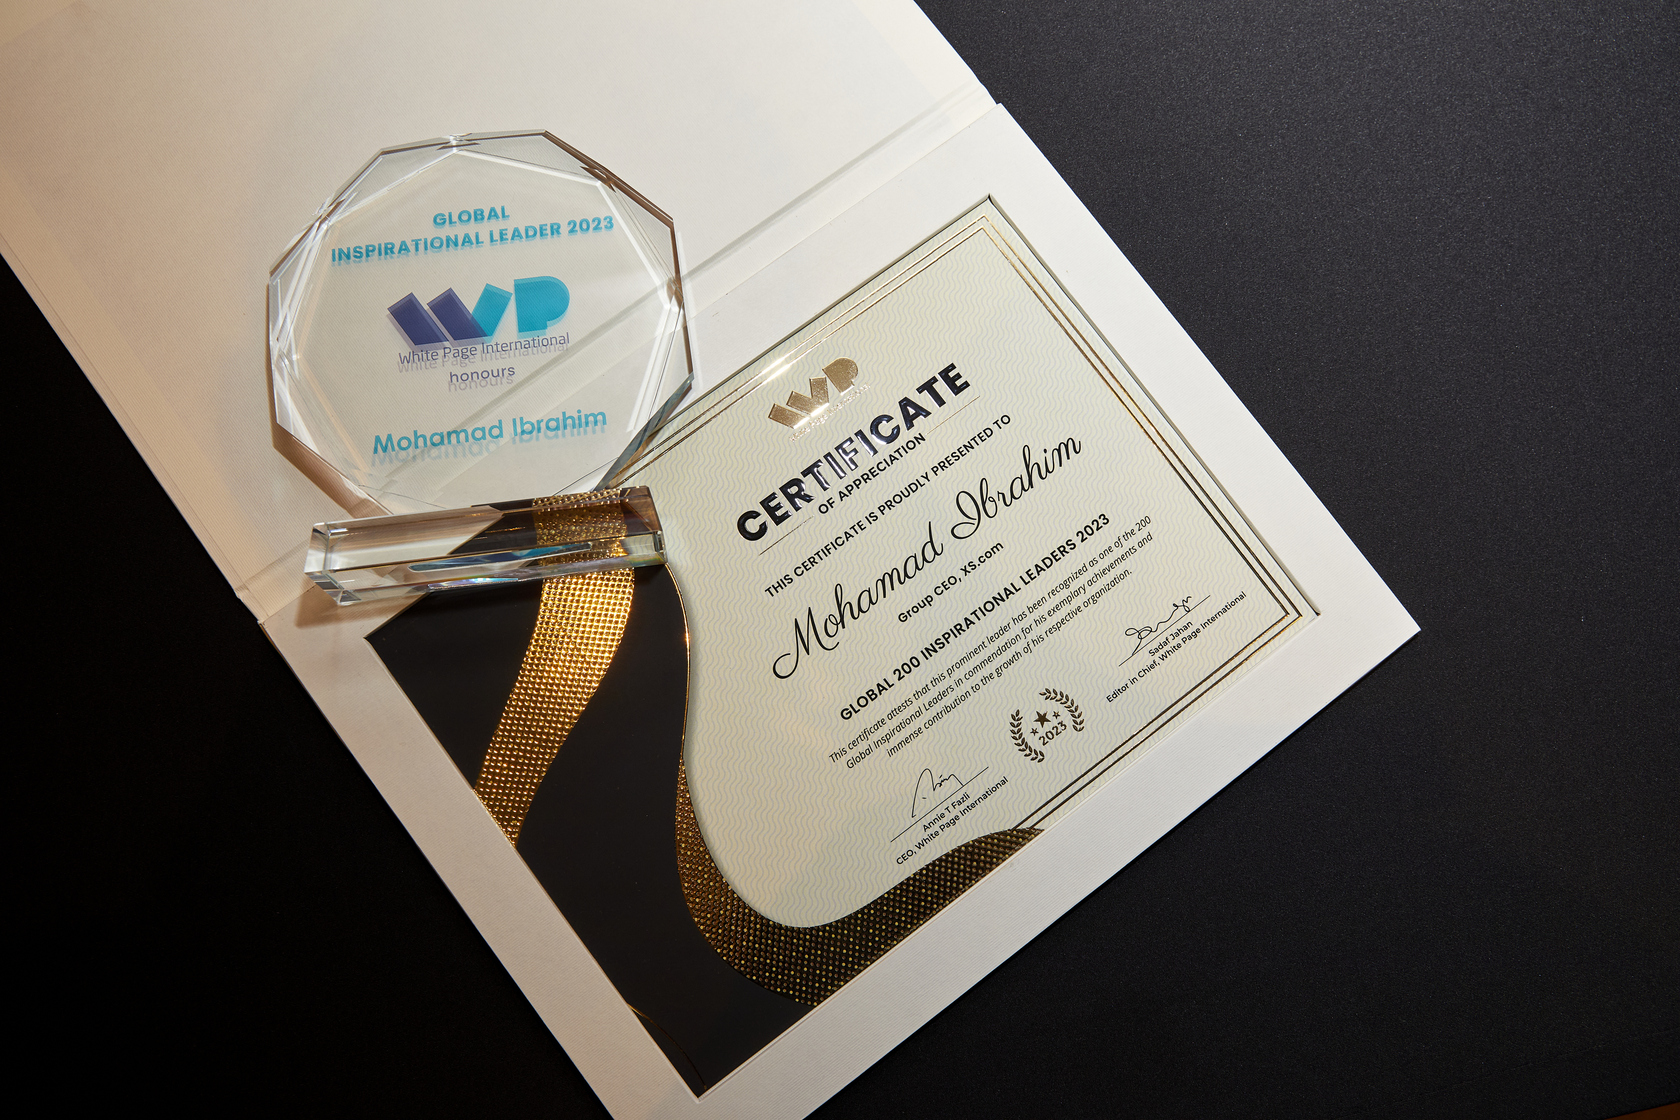 GLOBAL
INSPIRATIONAL LEADER 2023
WP
White Page International
honours
Mohamad Ibrahim
WP
CERTIFICATE
OF APPRECIATION
THIS CERTIFICATE IS PROUDLY PRESENTED TO
Mohamad Ibrahim
Group CEO, XS.com
GLOBAL 200 INSPIRATIONAL LEADERS 2023
This certificate attests that this prominent leader has been recognized as one of the 200
Global Inspirational Leaders in commendation for his exemplary achievements and
immense contribution to the growth of his respective organization.
Annie T Fazli
CEO, White Page International
2023
Sadaf Jahan
Editor in Chief, White Page International